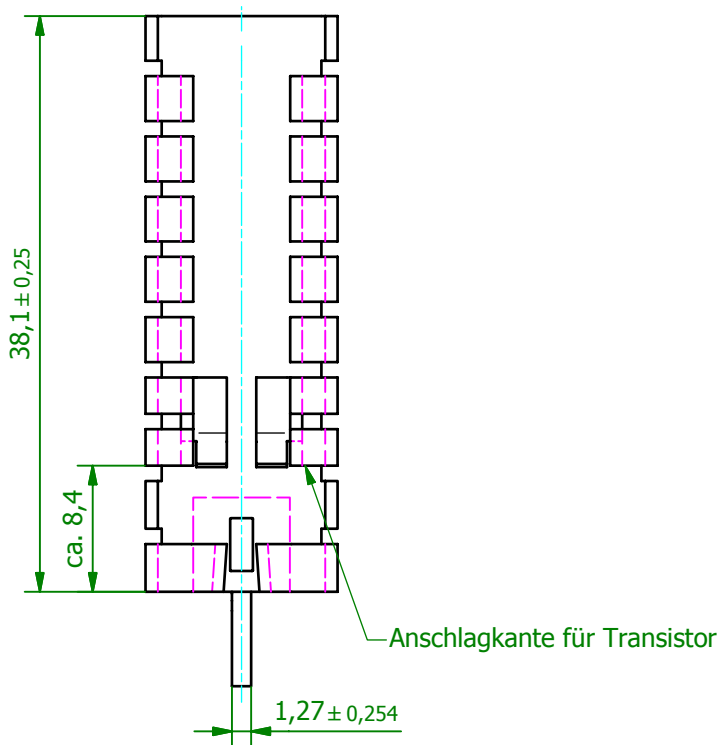 38,1 ± 0,25
ca. 8,4
Anschlagkante für Transistor
1,27 ± 0,254